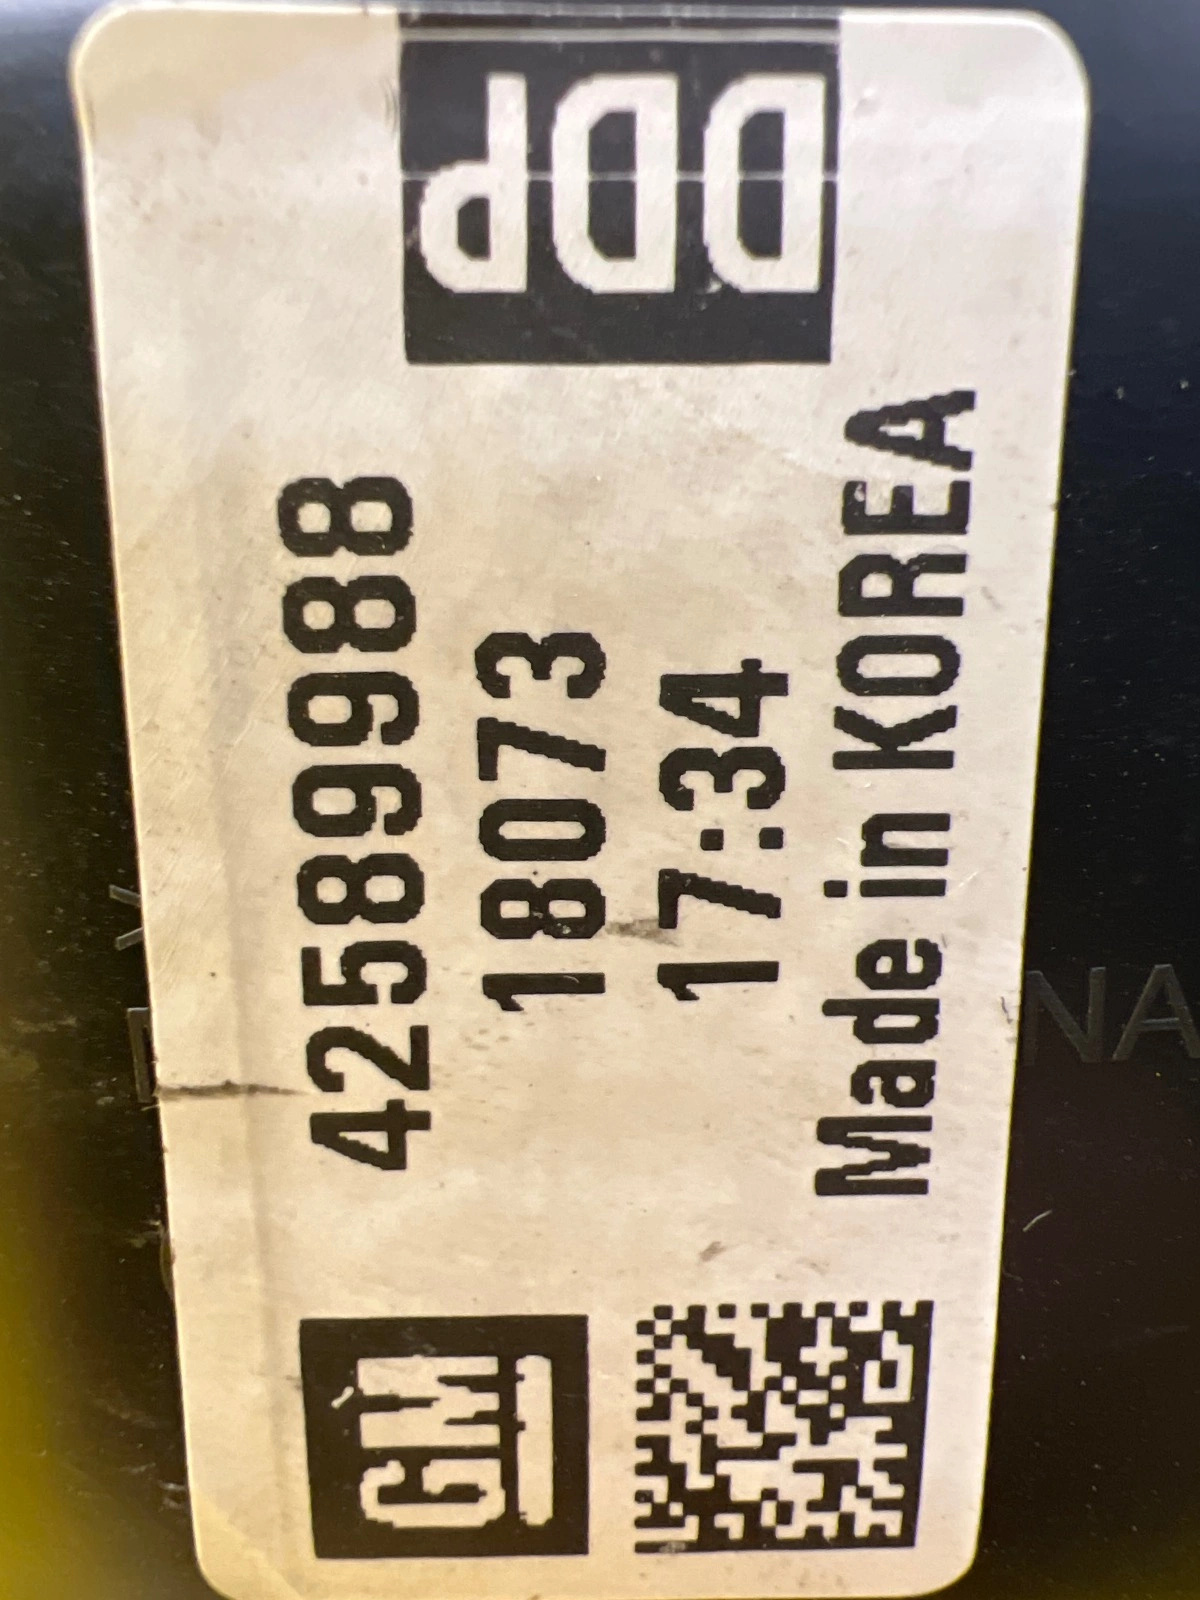 GM
42589988
18073
17:34
Made in KOREA
DDP